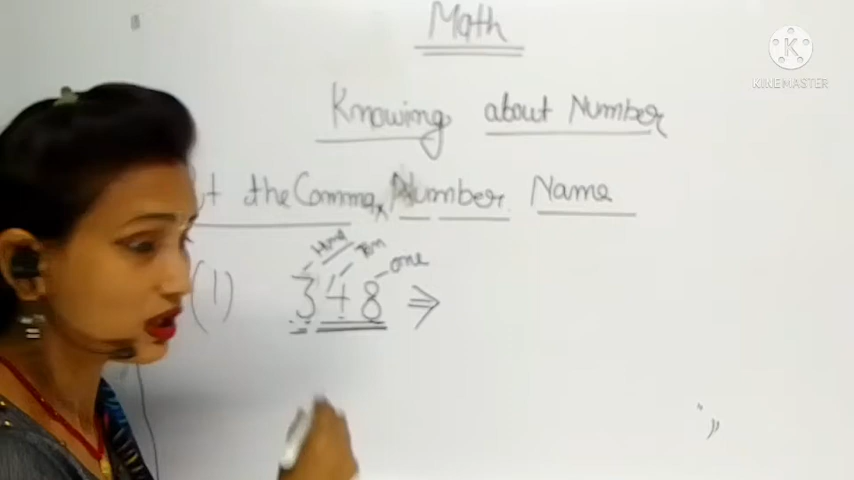 Math
Knowing about Number
the Comma, Number Name
Hnd Ten one
(1) 348 ⇒
K
KINEMASTER